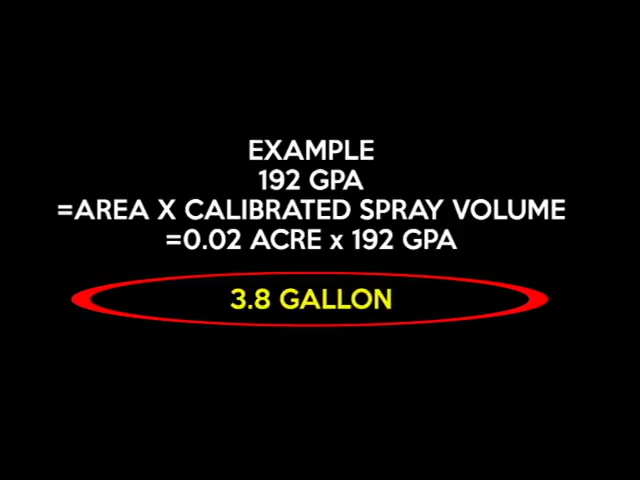 EXAMPLE
192 GPA
=AREA X CALIBRATED SPRAY VOLUME
=0.02 ACRE x 192 GPA
3.8 GALLON